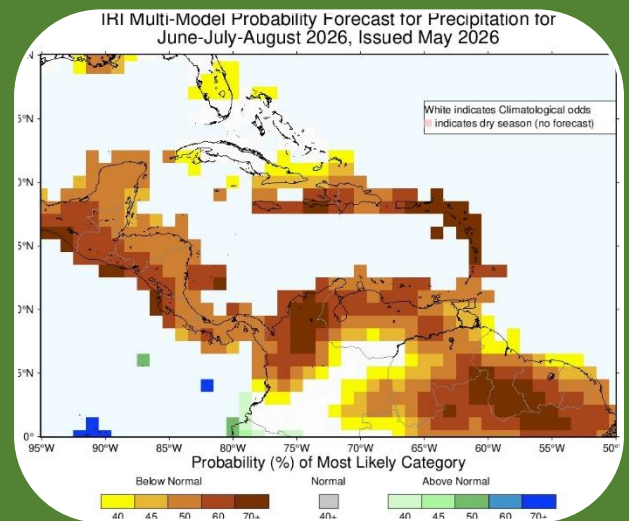 IRI Multi-Model Probability Forecast for Precipitation for
June-July-August 2026, Issued May 2026
White indicates Climatological odds
indicates dry season (no forecast)
5°N
0°N
5°N
0°N
5°N
0°
95°W 90°W 85°W 80°W 75°W 70°W 65°W 60°W 55°W 50°
Probability (%) of Most Likely Category
Below Normal Normal Above Normal
40 45 50 60 70+ 40+ 40 45 50 60 70+